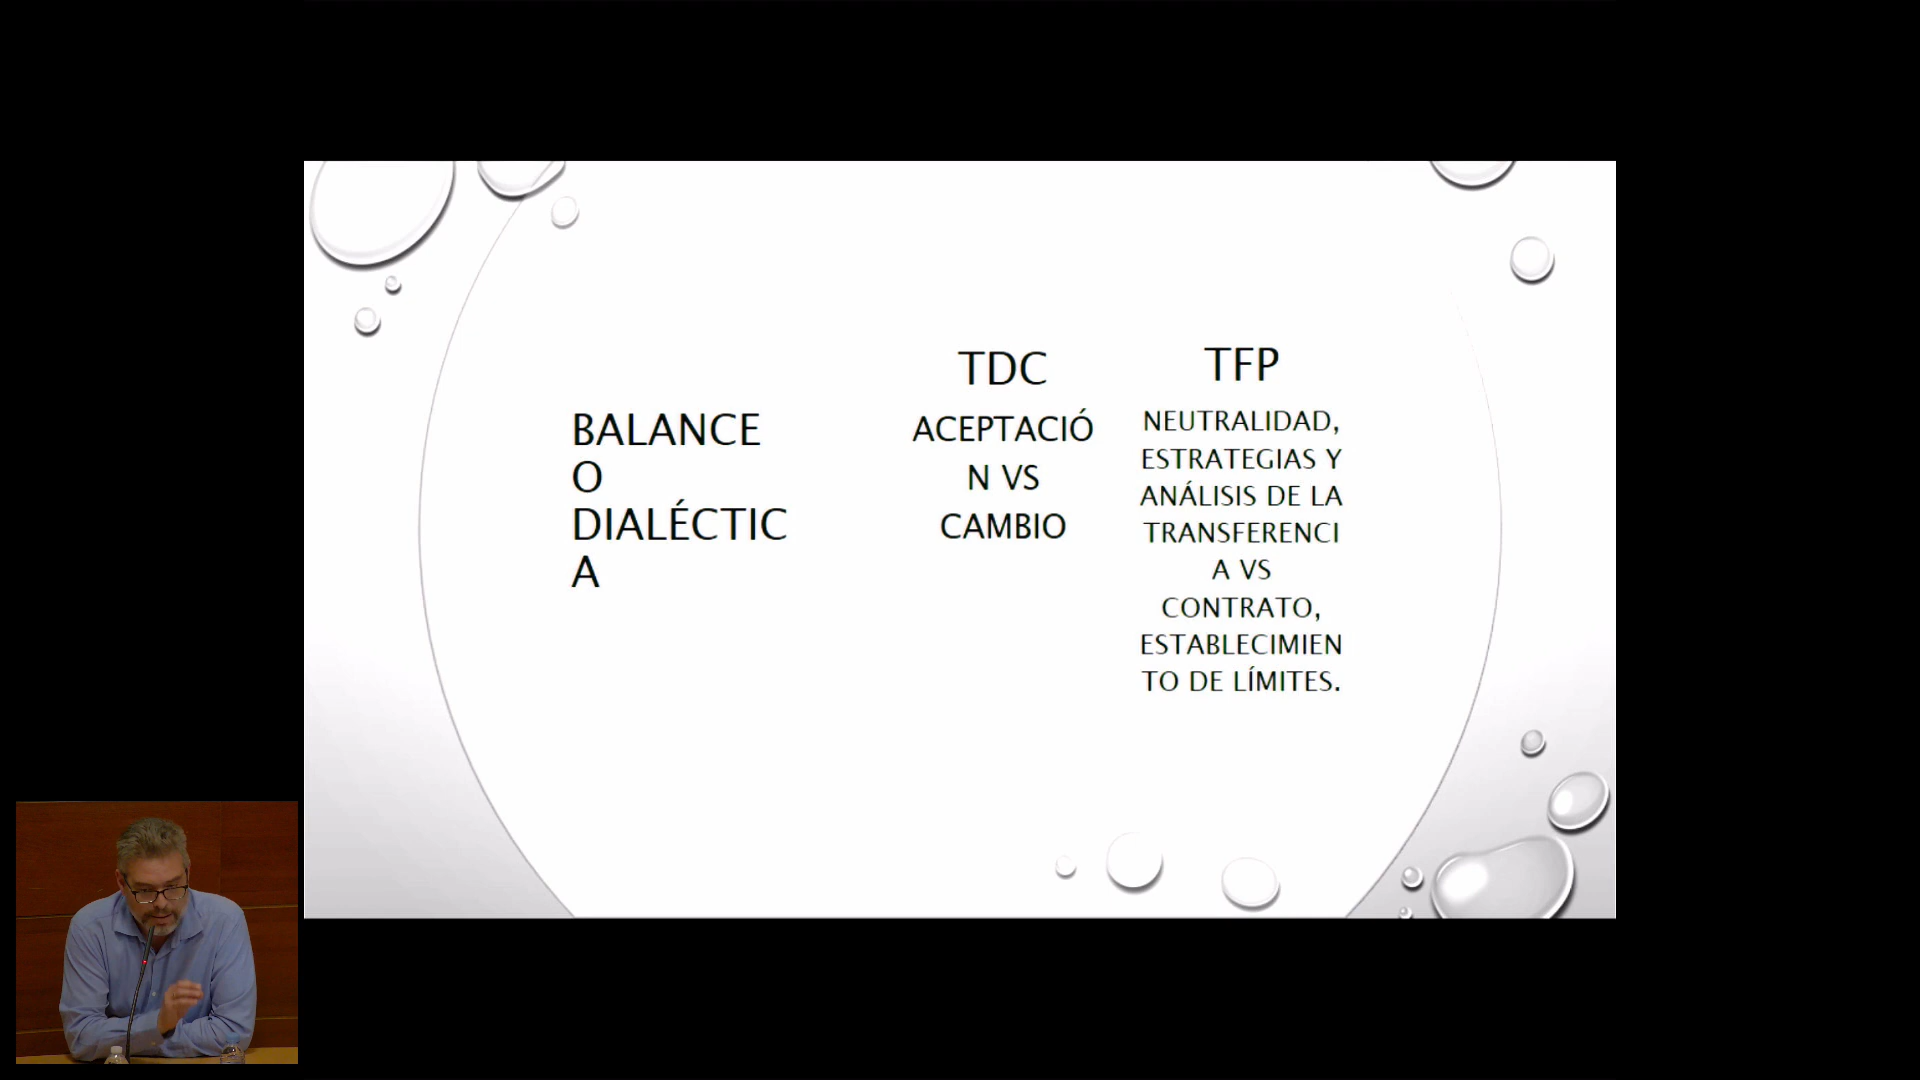 BALANCE
O
DIALÉCTIC
A
TDC
ACEPTACIÓ
N VS
CAMBIO
TFP
NEUTRALIDAD,
ESTRATEGIAS Y
ANÁLISIS DE LA
TRANSFERENCI
A VS
CONTRATO,
ESTABLECIMIEN
TO DE LÍMITES.